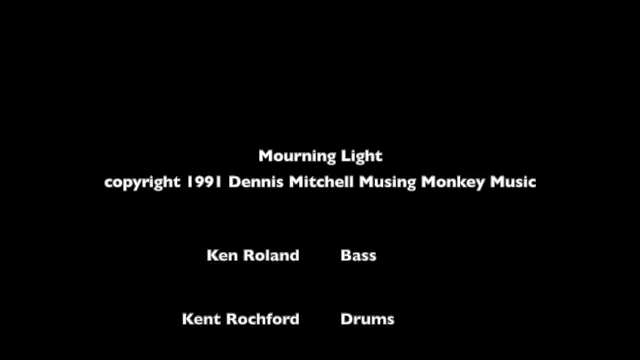 Mourning Light
copyright 1991 Dennis Mitchell Musing Monkey Music
Ken Roland Bass
Kent Rochford Drums